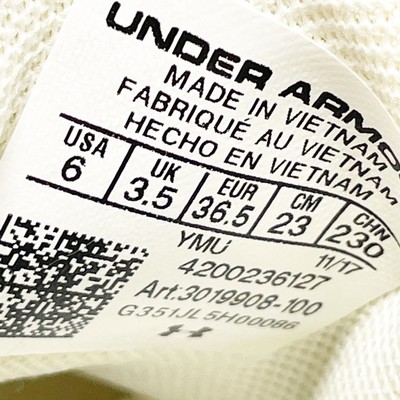 UNDER ARMO
MADE IN VIETNAM
FABRIQUÉ AU VIETNAM
HECHO EN VIETNAM
USA UK EUR CM CHN
6 3.5 36.5 23 230
YMU 11/17
4200236127
Art:3019908-100
G351JL5H00086